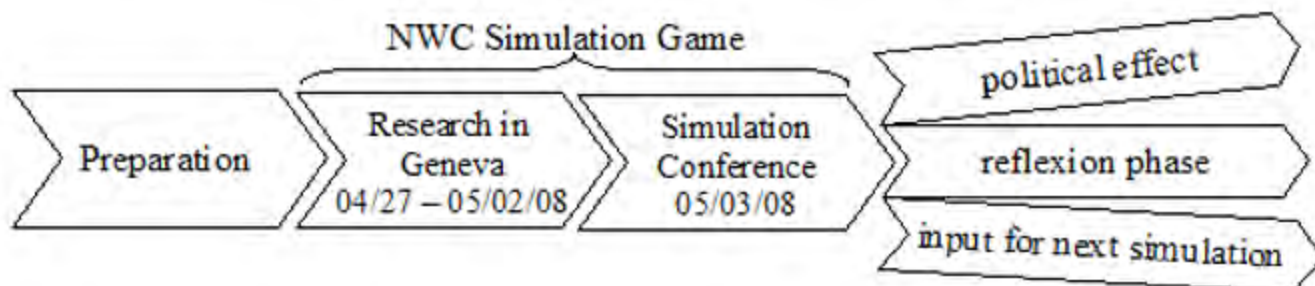 NWC Simulation Game
Preparation
Research in
Geneva
04/27 – 05/02/08
Simulation
Conference
05/03/08
political effect
reflexion phase
input for next simulation